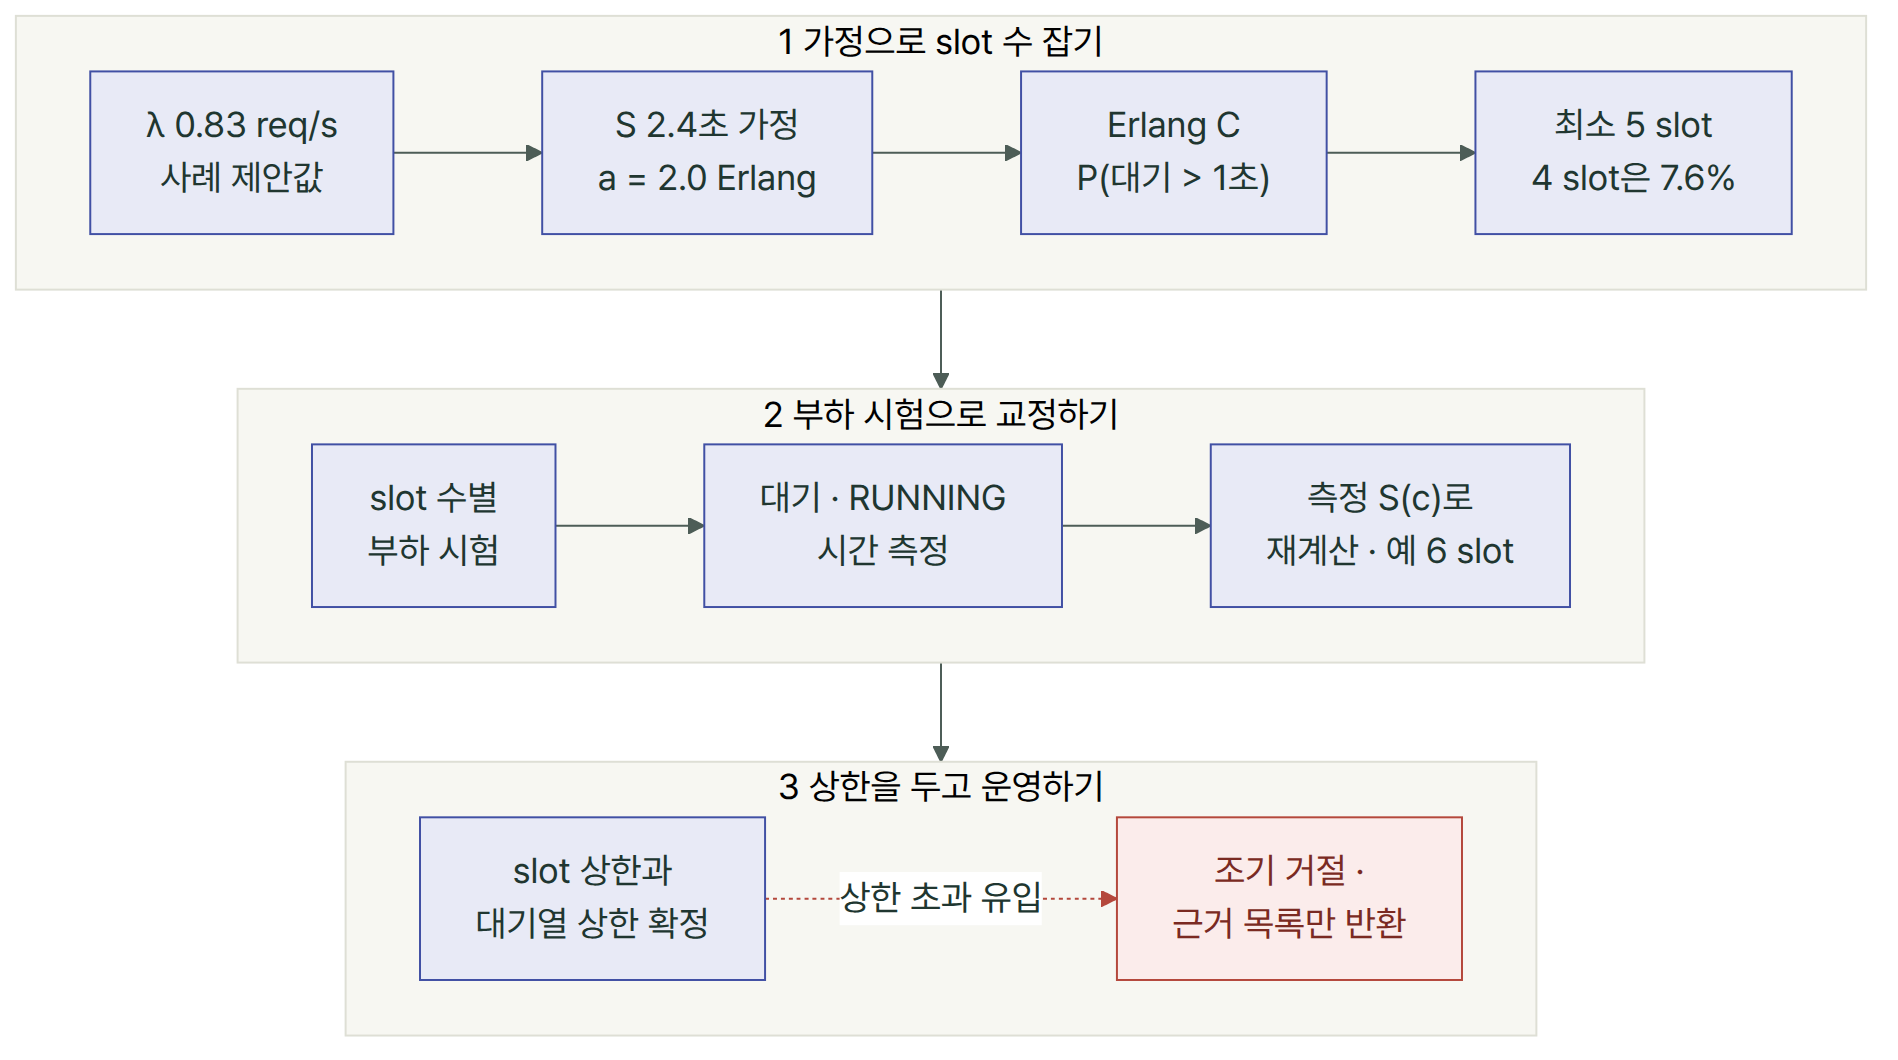 1 가정으로 slot 수 잡기
λ 0.83 req/s
사례 제안값
S 2.4초 가정
a = 2.0 Erlang
Erlang C
P(대기 > 1초)
최소 5 slot
4 slot은 7.6%
2 부하 시험으로 교정하기
slot 수별
부하 시험
대기 · RUNNING
시간 측정
측정 S(c)로
재계산 · 예 6 slot
3 상한을 두고 운영하기
slot 상한과
대기열 상한 확정
상한 초과 유입
조기 거절 ·
근거 목록만 반환